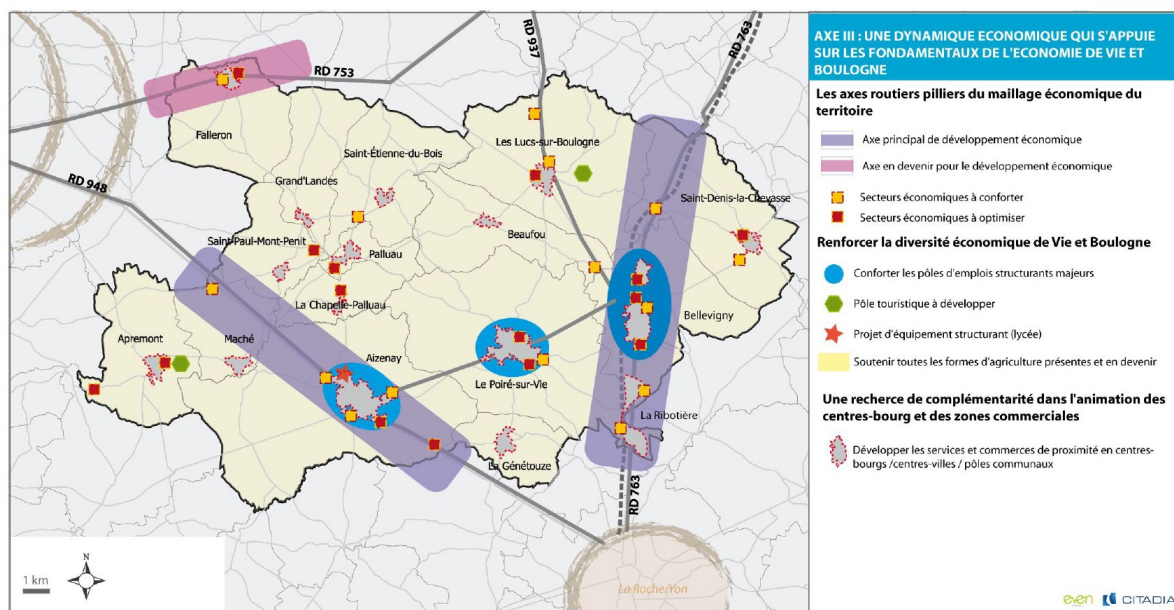 RD 937
RD 763
RD 753
Falleron
Saint-Étienne-du-Bois
Les Lucs-sur-Boulogne
RD 948
Grand'Landes
Saint-Denis-la-Chevasse
Saint-Paul-Mont-Penit
Palluau
Beaufou
La Chapelle-Palluau
Bellevigny
Apremont
Maché
Aizenay
Le Poiré-sur-Vie
La Ribotière
La Génétouze
RD 763
La Roche/Yon
1 km
N
AXE III : UNE DYNAMIQUE ECONOMIQUE QUI S'APPUIE
SUR LES FONDAMENTAUX DE L'ECONOMIE DE VIE ET
BOULOGNE
Les axes routiers pilliers du maillage économique du
territoire
Axe principal de développement économique
Axe en devenir pour le développement économique
Secteurs économiques à conforter
Secteurs économiques à optimiser
Renforcer la diversité économique de Vie et Boulogne
Conforter les pôles d'emplois structurants majeurs
Pôle touristique à développer
Projet d'équipement structurant (lycée)
Soutenir toutes les formes d'agriculture présentes et en devenir
Une recherce de complémentarité dans l'animation des
centres-bourg et des zones commerciales
Développer les services et commerces de proximité en centres-
bourgs /centres-villes / pôles communaux
even CITADIA